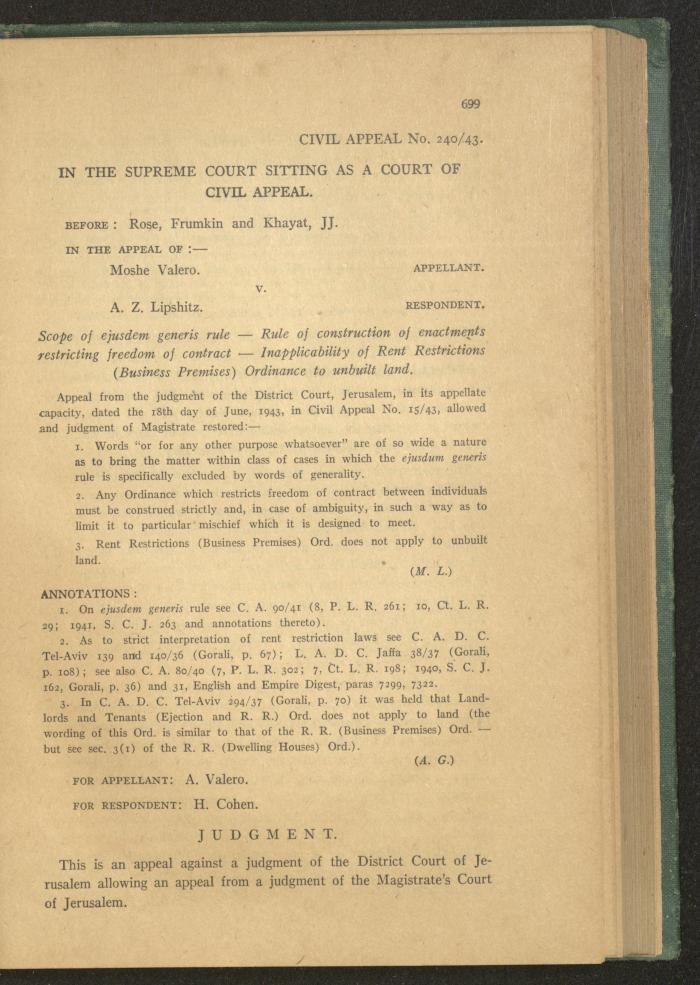 699
CIVIL APPEAL No. 240/43.
IN THE SUPREME COURT SITTING AS A COURT OF
CIVIL APPEAL.
BEFORE : Rose, Frumkin and Khayat, JJ.
IN THE APPEAL OF :—
Moshe Valero. APPELLANT.
v.
A. Z. Lipshitz. RESPONDENT.
Scope of ejusdem generis rule — Rule of construction of enactments
restricting freedom of contract — Inapplicability of Rent Restrictions
(Business Premises) Ordinance to unbuilt land.
Appeal from the judgment of the District Court, Jerusalem, in its appellate
capacity, dated the 18th day of June, 1943, in Civil Appeal No. 15/43, allowed
and judgment of Magistrate restored:—
1. Words "or for any other purpose whatsoever" are of so wide a nature
as to bring the matter within class of cases in which the ejusdum generis
rule is specifically excluded by words of generality.
2. Any Ordinance which restricts freedom of contract between individuals
must be construed strictly and, in case of ambiguity, in such a way as to
limit it to particular mischief which it is designed to meet.
3. Rent Restrictions (Business Premises) Ord. does not apply to unbuilt
land.
(M. L.)
ANNOTATIONS :
1. On ejusdem generis rule see C. A. 90/41 (8, P. L. R. 261; 10, Ct. L. R.
29; 1941, S. C. J. 263 and annotations thereto).
2. As to strict interpretation of rent restriction laws see C. A. D. C.
Tel-Aviv 139 and 140/36 (Gorali, p. 67); L. A. D. C. Jaffa 38/37 (Gorali,
p. 108); see also C. A. 80/40 (7, P. L. R. 302; 7, Ct. L. R. 198; 1940, S. C. J.
162, Gorali, p. 36) and 31, English and Empire Digest, paras 7299, 7322.
3. In C. A. D. C. Tel-Aviv 294/37 (Gorali, p. 70) it was held that Land-
lords and Tenants (Ejection and R. R.) Ord. does not apply to land (the
wording of this Ord. is similar to that of the R. R. (Business Premises) Ord. —
but see sec. 3(1) of the R. R. (Dwelling Houses) Ord.).
(A. G.)
FOR APPELLANT: A. Valero.
FOR RESPONDENT: H. Cohen.
JUDGMENT.
This is an appeal against a judgment of the District Court of Je-
rusalem allowing an appeal from a judgment of the Magistrate's Court
of Jerusalem.